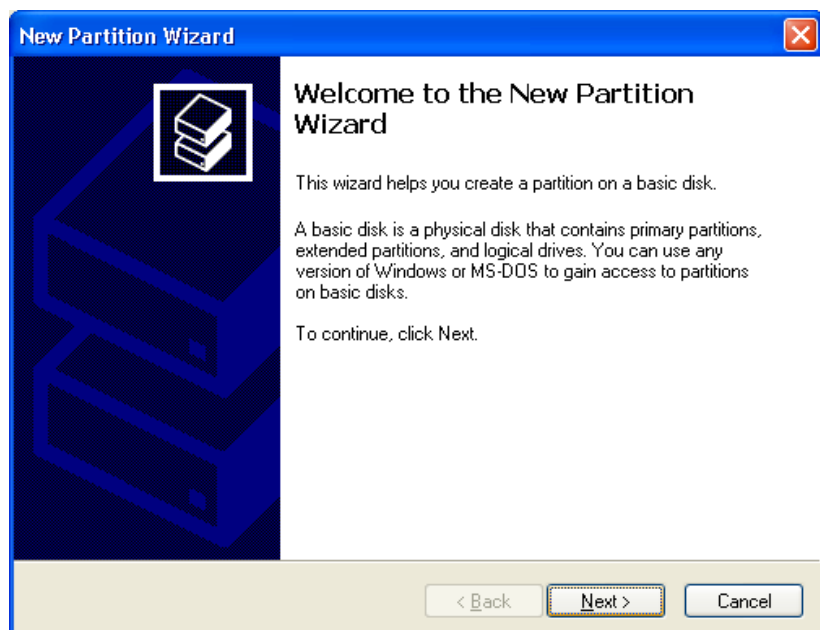 New Partition Wizard
Welcome to the New Partition
Wizard
This wizard helps you create a partition on a basic disk.
A basic disk is a physical disk that contains primary partitions,
extended partitions, and logical drives. You can use any
version of Windows or MS-DOS to gain access to partitions
on basic disks.
To continue, click Next.
< Back
Next >
Cancel